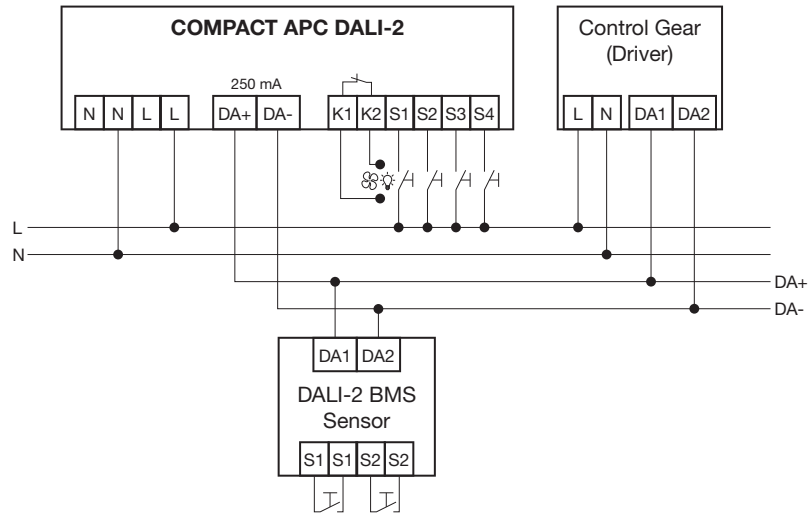 COMPACT APC DALI-2
Control Gear
(Driver)
250 mA
N N L L DA+ DA- K1 K2 S1 S2 S3 S4
L N DA1 DA2
L
N
DA+
DA-
DA1 DA2
DALI-2 BMS
Sensor
S1 S1 S2 S2